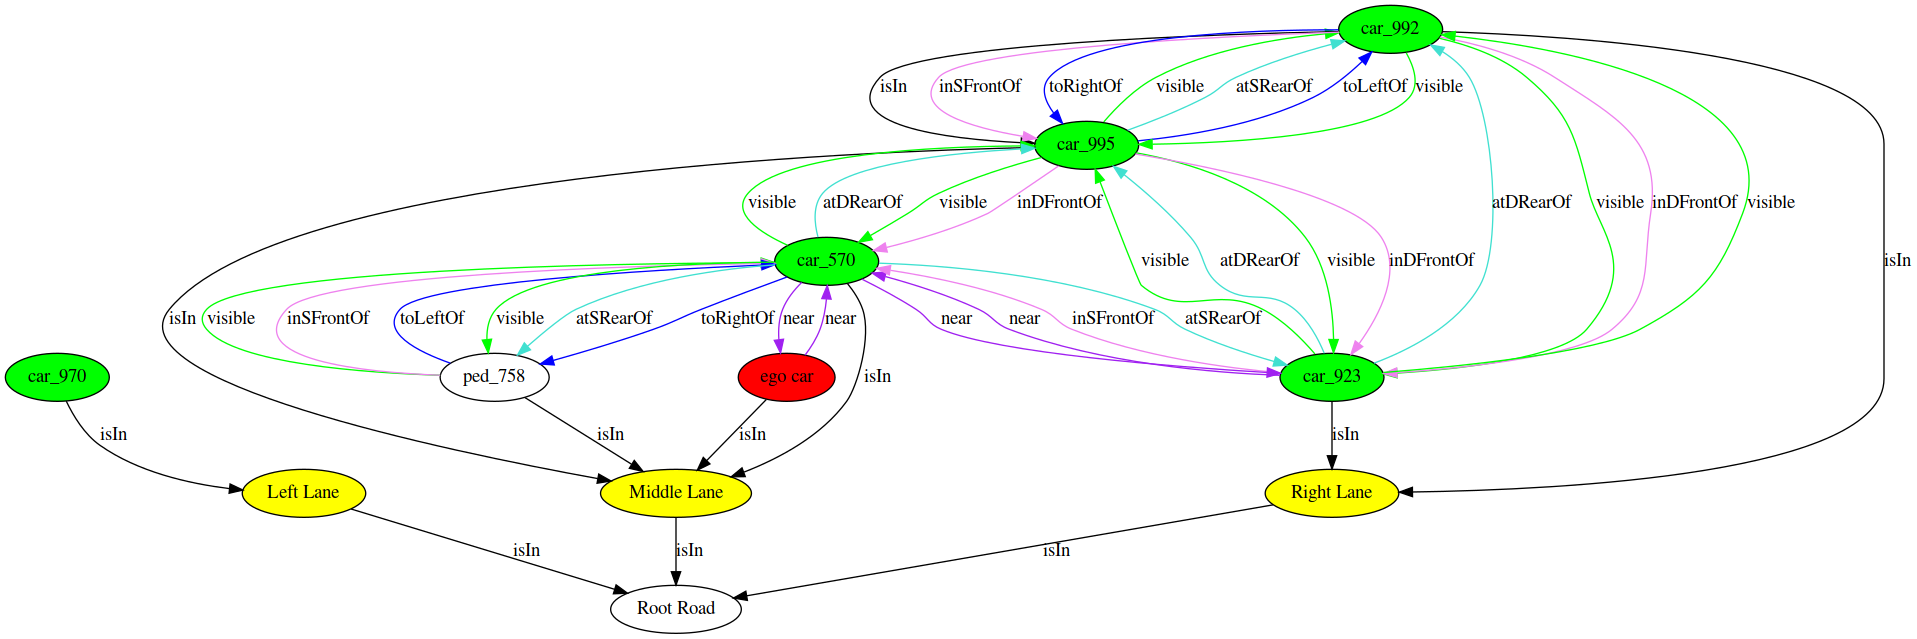 car_992
isIn
inSFrontOf
toRightOf
visible
atSRearOf
toLeftOf
visible
car_995
visible
atDRearOf
visible
inDFrontOf
atDRearOf
visible
inDFrontOf
visible
car_570
visible
atDRearOf
visible
inDFrontOf
isIn
isIn
visible
inSFrontOf
toLeftOf
visible
atSRearOf
toRightOf
near
near
near
near
inSFrontOf
atSRearOf
car_970
ped_758
ego car
isIn
car_923
isIn
isIn
isIn
isIn
Left Lane
Middle Lane
Right Lane
isIn
isIn
isIn
Root Road